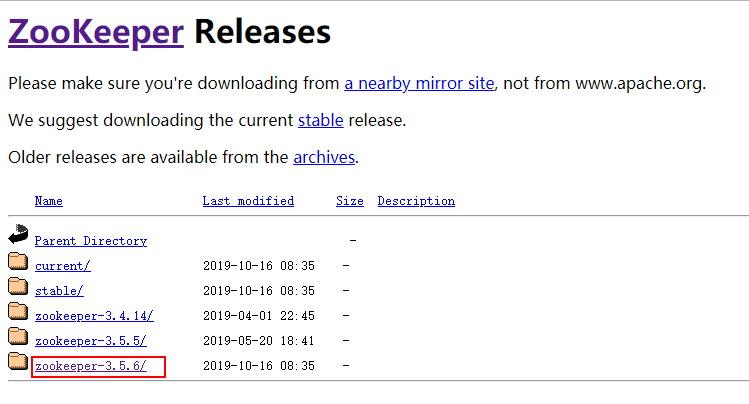 ZooKeeper Releases
Please make sure you're downloading from a nearby mirror site, not from www.apache.org.
We suggest downloading the current stable release.
Older releases are available from the archives.
Name Last modified Size Description
Parent Directory -
current/ 2019-10-16 08:35 -
stable/ 2019-10-16 08:35 -
zookeeper-3.4.14/ 2019-04-01 22:45 -
zookeeper-3.5.5/ 2019-05-20 18:41 -
zookeeper-3.5.6/ 2019-10-16 08:35 -